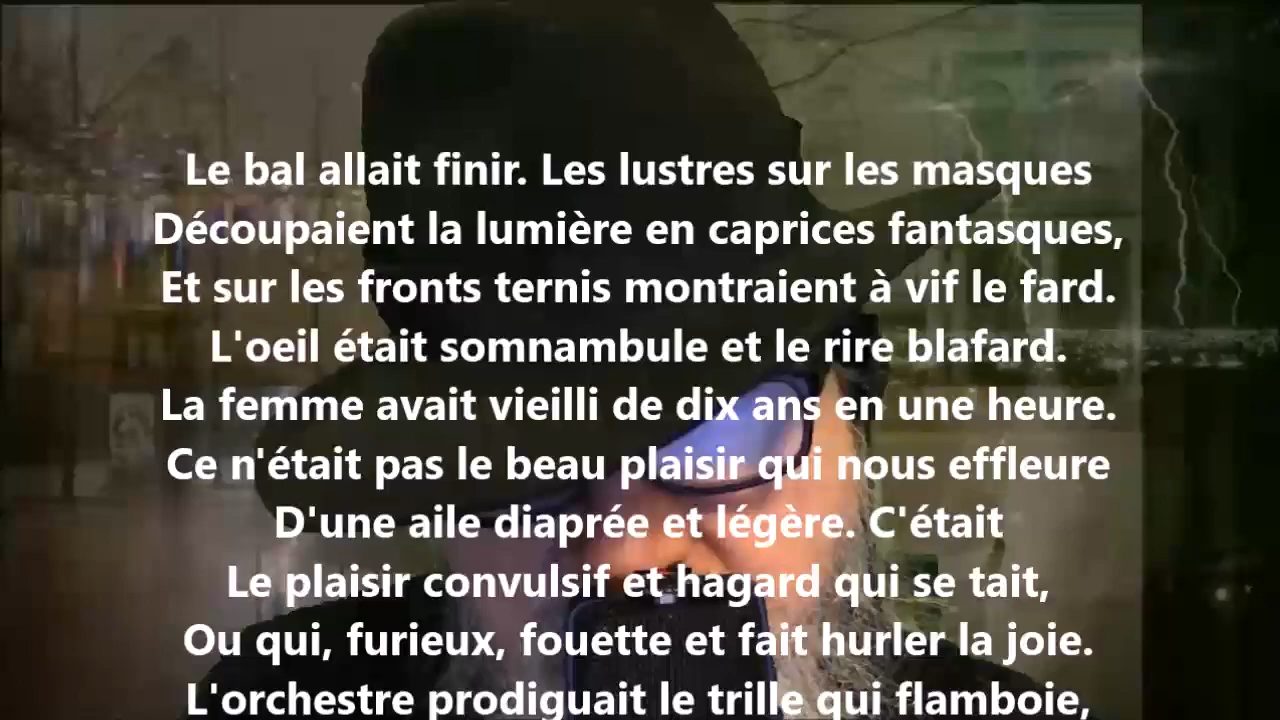 Le bal allait finir. Les lustres sur les masques
Découpaient la lumière en caprices fantasques,
Et sur les fronts ternis montraient à vif le fard.
L'oeil était somnambule et le rire blafard.
La femme avait vieilli de dix ans en une heure.
Ce n'était pas le beau plaisir qui nous effleure
D'une aile diaprée et légère. C'était
Le plaisir convulsif et hagard qui se tait,
Ou qui, furieux, fouette et fait hurler la joie.
L'orchestre prodiguait le trille qui flamboie,